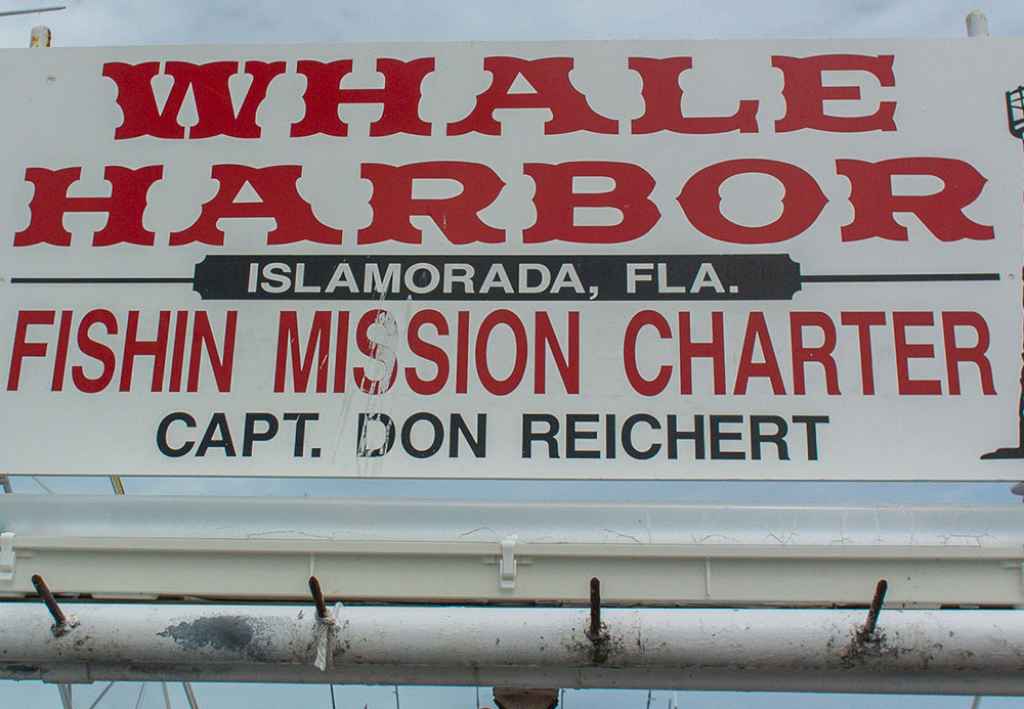 WHALE
HARBOR
ISLAMORADA, FLA.
FISHIN MISSION CHARTER
CAPT. DON REICHERT